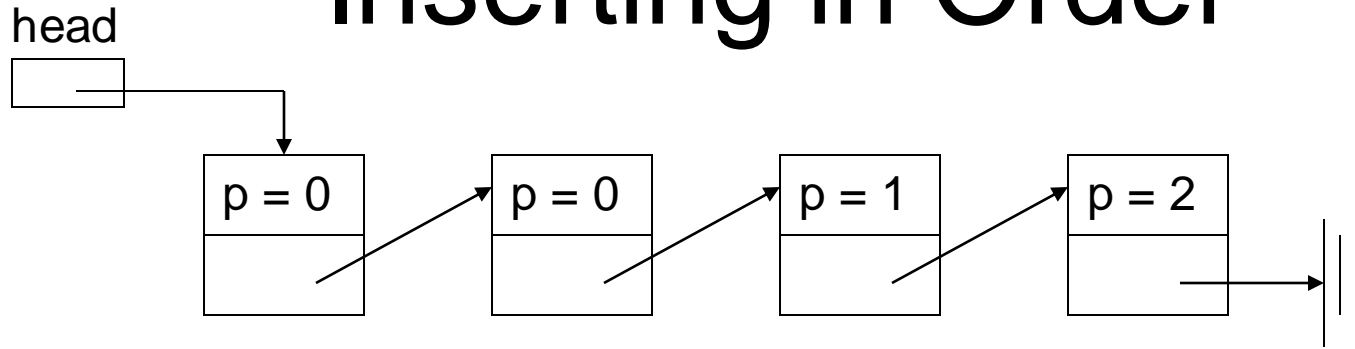 Inserting in Order
head
p = 0
p = 0
p = 1
p = 2